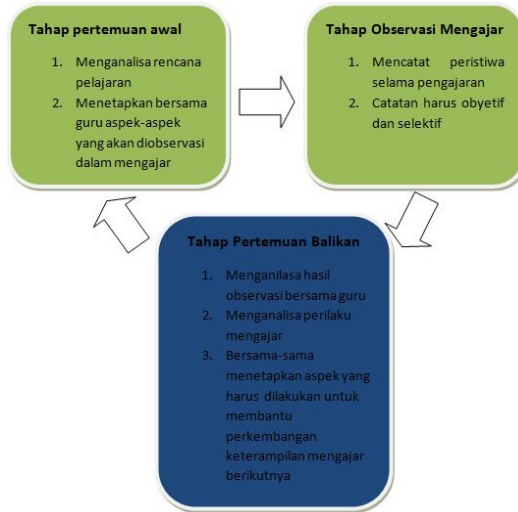 Tahap pertemuan awal
1. Menganalisa rencana
pelajaran
2. Menetapkan bersama
guru aspek-aspek
yang akan diobservasi
dalam mengajar
Tahap Observasi Mengajar
1. Mencatat peristiwa
selama pengajaran
2. Catatan harus obyetif
dan selektif
Tahap Pertemuan Balikan
1. Menganilasa hasil
observasi bersama guru
2. Menganalisa perilaku
mengajar
3. Bersama-sama
menetapkan aspek yang
harus dilakukan untuk
membantu
perkembangan
keterampilan mengajar
berikutnya